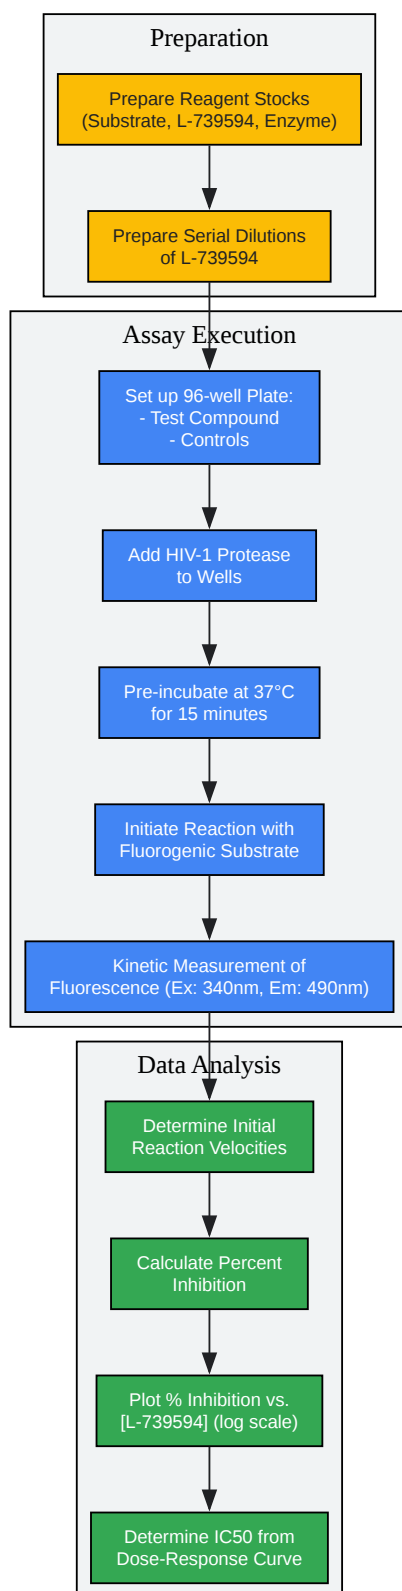 Preparation
Prepare Reagent Stocks
(Substrate, L-739594, Enzyme)
Prepare Serial Dilutions
of L-739594
Assay Execution
Set up 96-well Plate:
- Test Compound
- Controls
Add HIV-1 Protease
to Wells
Pre-incubate at 37°C
for 15 minutes
Initiate Reaction with
Fluorogenic Substrate
Kinetic Measurement of
Fluorescence (Ex: 340nm, Em: 490nm)
Data Analysis
Determine Initial
Reaction Velocities
Calculate Percent
Inhibition
Plot % Inhibition vs.
[L-739594] (log scale)
Determine IC50 from
Dose-Response Curve